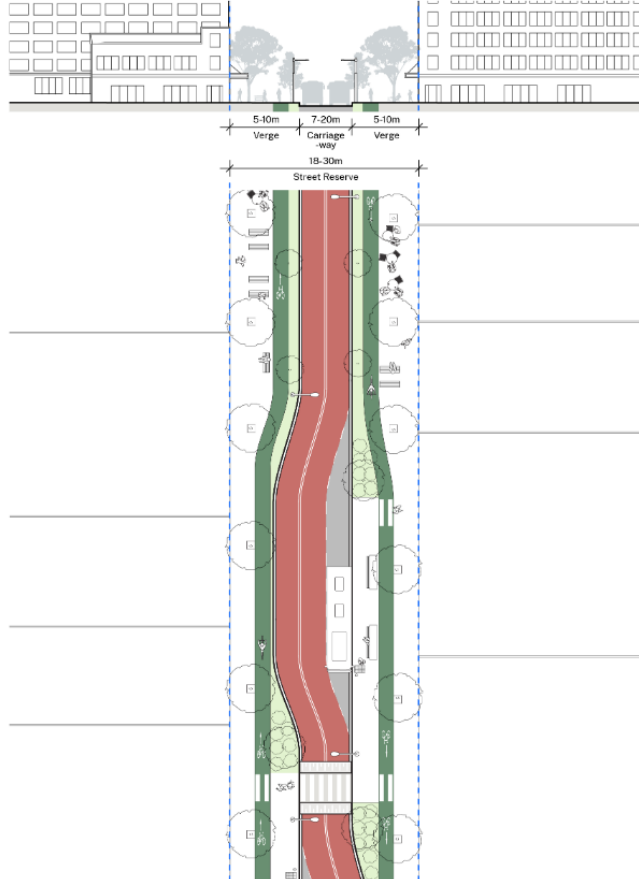 5-10m 7-20m 5-10m
Verge Carriage Verge
-way
18-30m
Street Reserve